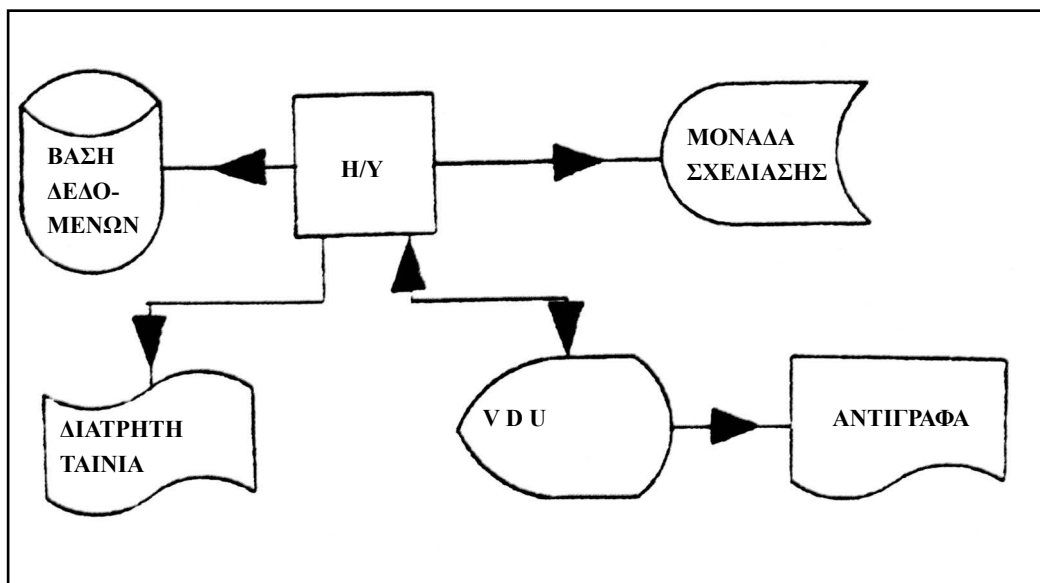 ΒΑΣΗ
ΔΕΔΟ-
ΜΕΝΩΝ
Η/Υ
ΜΟΝΑΔΑ
ΣΧΕΔΙΑΣΗΣ
ΔΙΑΤΡΗΤΗ
ΤΑΙΝΙΑ
V D U
ΑΝΤΙΓΡΑΦΑ